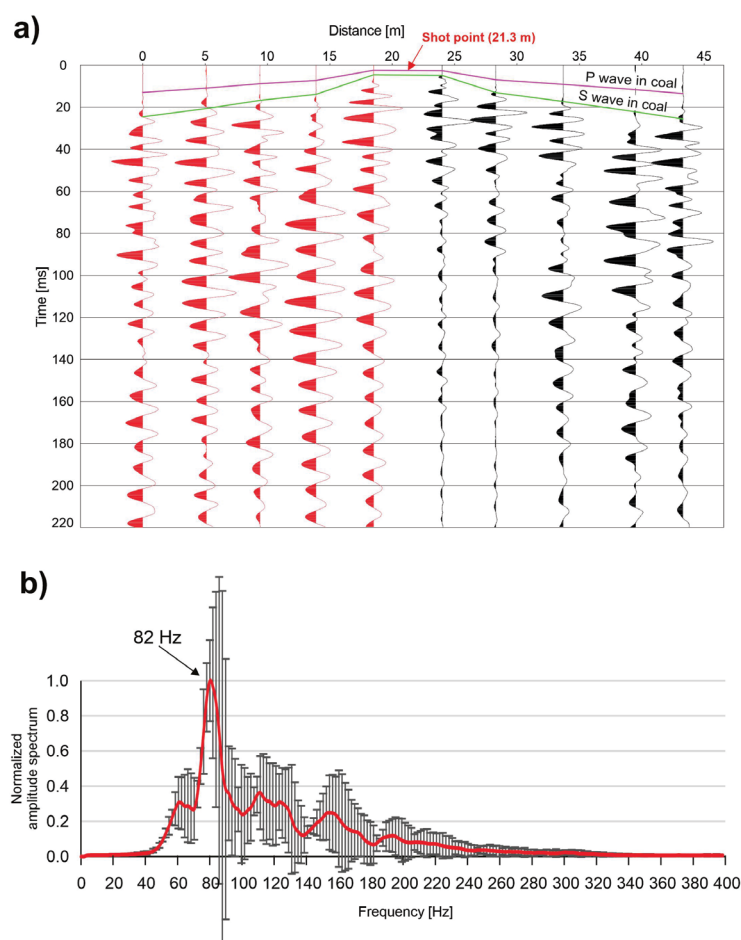 a)
Distance [m]
Shot point (21.3 m)
0 5 10 15 20 25 30 35 40 45
P wave in coal
S wave in coal
Time [ms]
0
20
40
60
80
100
120
140
160
180
200
220
b)
82 Hz
Normalized
amplitude spectrum
1.0
0.8
0.6
0.4
0.2
0.0
0 20 40 60 80 100 120 140 160 180 200 220 240 260 280 300 320 340 360 380 400
Frequency [Hz]